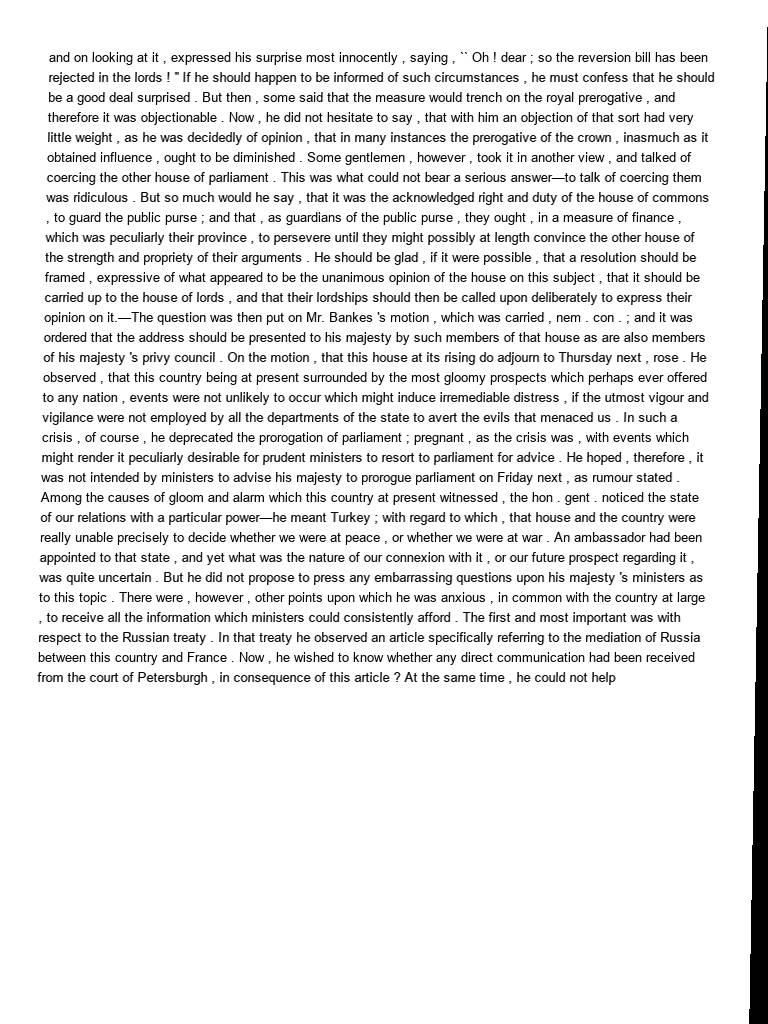 and on looking at it , expressed his surprise most innocently , saying , `` Oh ! dear ; so the reversion bill has been
rejected in the lords ! '' If he should happen to be informed of such circumstances , he must confess that he should
be a good deal surprised . But then , some said that the measure would trench on the royal prerogative , and
therefore it was objectionable . Now , he did not hesitate to say , that with him an objection of that sort had very
little weight , as he was decidedly of opinion , that in many instances the prerogative of the crown , inasmuch as it
obtained influence , ought to be diminished . Some gentlemen , however , took it in another view , and talked of
coercing the other house of parliament . This was what could not bear a serious answer—to talk of coercing them
was ridiculous . But so much would he say , that it was the acknowledged right and duty of the house of commons
, to guard the public purse ; and that , as guardians of the public purse , they ought , in a measure of finance ,
which was peculiarly their province , to persevere until they might possibly at length convince the other house of
the strength and propriety of their arguments . He should be glad , if it were possible , that a resolution should be
framed , expressive of what appeared to be the unanimous opinion of the house on this subject , that it should be
carried up to the house of lords , and that their lordships should then be called upon deliberately to express their
opinion on it.—The question was then put on Mr. Bankes 's motion , which was carried , nem . con . ; and it was
ordered that the address should be presented to his majesty by such members of that house as are also members
of his majesty 's privy council . On the motion , that this house at its rising do adjourn to Thursday next , rose . He
observed , that this country being at present surrounded by the most gloomy prospects which perhaps ever offered
to any nation , events were not unlikely to occur which might induce irremediable distress , if the utmost vigour and
vigilance were not employed by all the departments of the state to avert the evils that menaced us . In such a
crisis , of course , he deprecated the prorogation of parliament ; pregnant , as the crisis was , with events which
might render it peculiarly desirable for prudent ministers to resort to parliament for advice . He hoped , therefore , it
was not intended by ministers to advise his majesty to prorogue parliament on Friday next , as rumour stated .
Among the causes of gloom and alarm which this country at present witnessed , the hon . gent . noticed the state
of our relations with a particular power—he meant Turkey ; with regard to which , that house and the country were
really unable precisely to decide whether we were at peace , or whether we were at war . An ambassador had been
appointed to that state , and yet what was the nature of our connexion with it , or our future prospect regarding it ,
was quite uncertain . But he did not propose to press any embarrassing questions upon his majesty 's ministers as
to this topic . There were , however , other points upon which he was anxious , in common with the country at large
, to receive all the information which ministers could consistently afford . The first and most important was with
respect to the Russian treaty . In that treaty he observed an article specifically referring to the mediation of Russia
between this country and France . Now , he wished to know whether any direct communication had been received
from the court of Petersburgh , in consequence of this article ? At the same time , he could not help